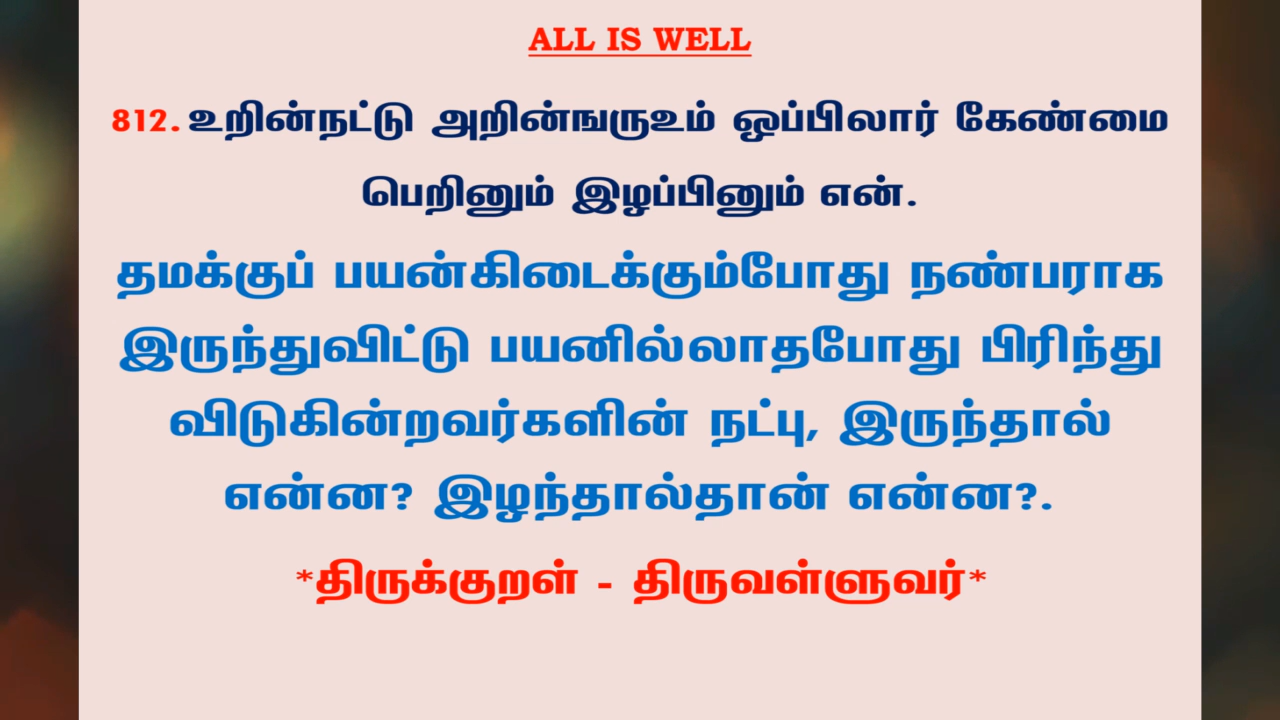 ALL IS WELL
812. உறின்நட்டு அறின்ஙருஉம் ஒப்பிலார் கேண்மை
பெறினும் இழப்பினும் என்.
தமக்குப் பயன்கிடைக்கும்போது நண்பராக
இருந்துவிட்டு பயனில்லாதபோது பிரிந்து
விடுகின்றவர்களின் நட்பு, இருந்தால்
என்ன? இழந்தால்தான் என்ன?.
*திருக்குறள் - திருவள்ளுவர்*